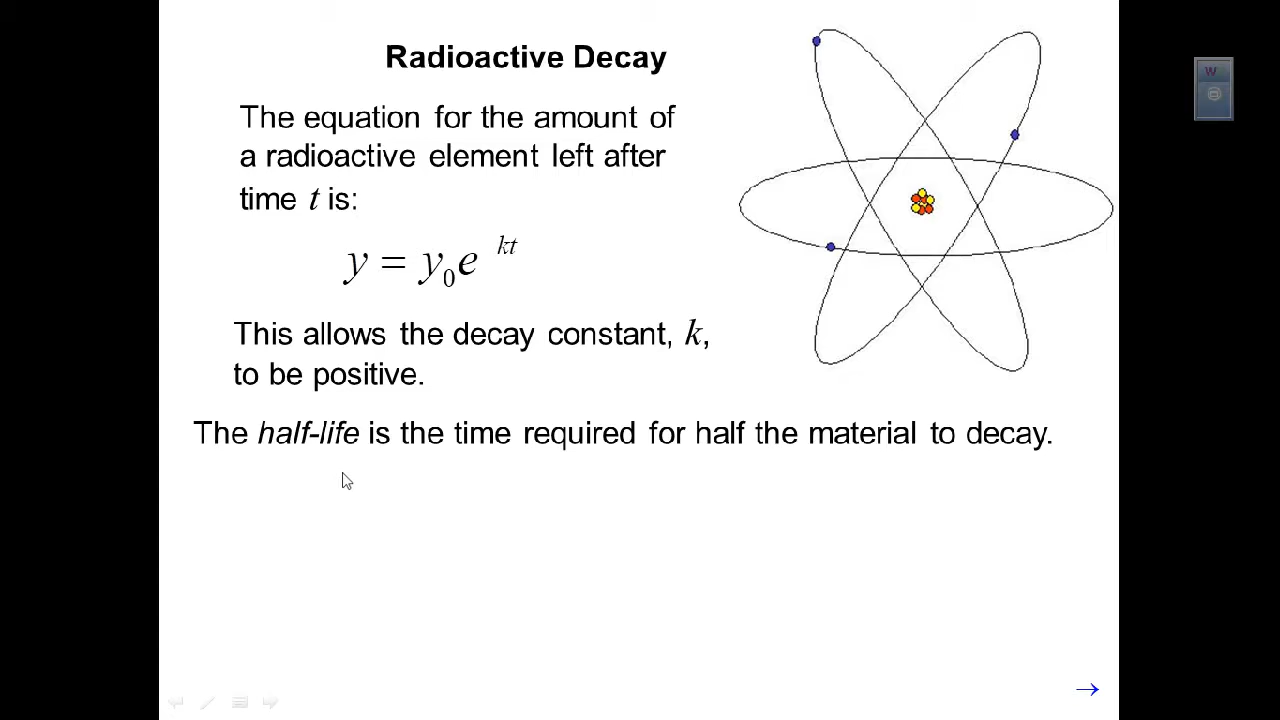 Radioactive Decay
The equation for the amount of
a radioactive element left after
time t is:
y = y₀e ᵏᵗ
This allows the decay constant, k,
to be positive.
The half-life is the time required for half the material to decay.
→
W